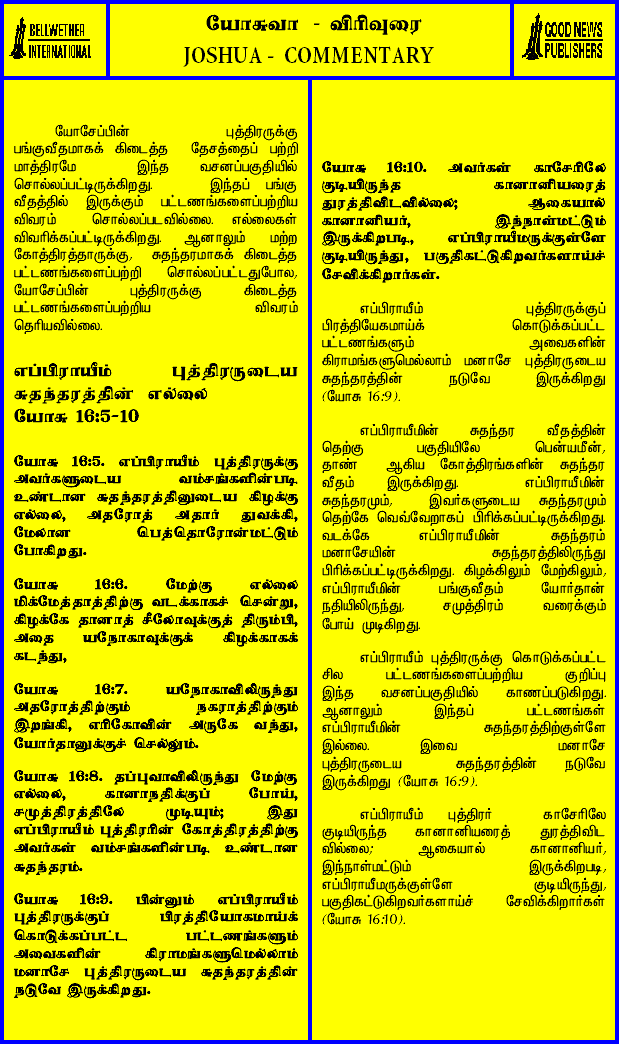 BELLWETHER
INTERNATIONAL
யோசுவா - விரிவுரை
JOSHUA - COMMENTARY
GOOD NEWS
PUBLISHERS
யோசேப்பின் புத்திரருக்கு
பங்குவீதமாகக் கிடைத்த தேசத்தைப் பற்றி
மாத்திரமே இந்த வசனப்பகுதியில்
சொல்லப்பட்டிருக்கிறது. இந்தப் பங்கு
வீதத்தில் இருக்கும் பட்டணங்களைப்பற்றிய
விவரம் சொல்லப்படவில்லை. எல்லைகள்
விவரிக்கப்பட்டிருக்கிறது. ஆனாலும் மற்ற
கோத்திரத்தாருக்கு, சுதந்தரமாகக் கிடைத்த
பட்டணங்களைப்பற்றி சொல்லப்பட்டதுபோல,
யோசேப்பின் புத்திரருக்கு கிடைத்த
பட்டணங்களைப்பற்றிய விவரம்
தெரியவில்லை.
எப்பிராயீம் புத்திரருடைய
சுதந்தரத்தின் எல்லை
யோசு 16:5-10
யோசு 16:5. எப்பிராயீம் புத்திரருக்கு
அவர்களுடைய வம்சங்களின்படி
உண்டான சுதந்தரத்தினுடைய கிழக்கு
எல்லை, அதரோத் அதார் துவக்கி,
மேலான பெத்தொரோன்மட்டும்
போகிறது.
யோசு 16:6. மேற்கு எல்லை
மிக்மேத்தாத்திற்கு வடக்காகச் சென்று,
கிழக்கே தானாத் சீலோவுக்குத் திரும்பி,
அதை யநோகாவுக்குக் கிழக்காகக்
கடந்து,
யோசு 16:7. யநோகாவிலிருந்து
அதரோத்திற்கும் நகராத்திற்கும்
இறங்கி, எரிகோவின் அருகே வந்து,
யோர்தானுக்குச் செல்லும்.
யோசு 16:8. தப்புவாவிலிருந்து மேற்கு
எல்லை, கானாநதிக்குப் போய்,
சமுத்திரத்திலே முடியும்; இது
எப்பிராயீம் புத்திரரின் கோத்திரத்திற்கு
அவர்கள் வம்சங்களின்படி உண்டான
சுதந்தரம்.
யோசு 16:9. பின்னும் எப்பிராயீம்
புத்திரருக்குப் பிரத்தியோகமாய்க்
கொடுக்கப்பட்ட பட்டணங்களும்
அவைகளின் கிராமங்களுமெல்லாம்
மனாசே புத்திரருடைய சுதந்தரத்தின்
நடுவே இருக்கிறது.
யோசு 16:10. அவர்கள் காசேரிலே
குடியிருந்த கானானியரைத்
துரத்திவிடவில்லை; ஆகையால்
கானானியர், இந்நாள்மட்டும்
இருக்கிறபடி, எப்பிராயீமருக்குள்ளே
குடியிருந்து, பகுதிகட்டுகிறவர்களாய்ச்
சேவிக்கிறார்கள்.
எப்பிராயீம் புத்திரருக்குப்
பிரத்தியேகமாய்க் கொடுக்கப்பட்ட
பட்டணங்களும் அவைகளின்
கிராமங்களுமெல்லாம் மனாசே புத்திரருடைய
சுதந்தரத்தின் நடுவே இருக்கிறது
(யோசு 16:9).
எப்பிராயீமின் சுதந்தர வீதத்தின்
தெற்கு பகுதியிலே பென்யமீன்,
தாண் ஆகிய கோத்திரங்களின் சுதந்தர
வீதம் இருக்கிறது. எப்பிராயீமின்
சுதந்தரமும், இவர்களுடைய சுதந்தரமும்
தெற்கே வெவ்வேறாகப் பிரிக்கப்பட்டிருக்கிறது.
வடக்கே எப்பிராயீமின் சுதந்தரம்
மனாசேயின் சுதந்தரத்திலிருந்து
பிரிக்கப்பட்டிருக்கிறது. கிழக்கிலும் மேற்கிலும்,
எப்பிராயீமின் பங்குவீதம் யோர்தான்
நதியிலிருந்து, சமுத்திரம் வரைக்கும்
போய் முடிகிறது.
எப்பிராயீம் புத்திரருக்கு கொடுக்கப்பட்ட
சில பட்டணங்களைப்பற்றிய குறிப்பு
இந்த வசனப்பகுதியில் காணப்படுகிறது.
ஆனாலும் இந்தப் பட்டணங்கள்
எப்பிராயீமின் சுதந்தரத்திற்குள்ளே
இல்லை. இவை மனாசே
புத்திரருடைய சுதந்தரத்தின் நடுவே
இருக்கிறது (யோசு 16:9).
எப்பிராயீம் புத்திரர் காசேரிலே
குடியிருந்த கானானியரைத் துரத்திவிட
வில்லை; ஆகையால் கானானியர்,
இந்நாள்மட்டும் இருக்கிறபடி,
எப்பிராயீமருக்குள்ளே குடியிருந்து,
பகுதிகட்டுகிறவர்களாய்ச் சேவிக்கிறார்கள்
(யோசு 16:10).